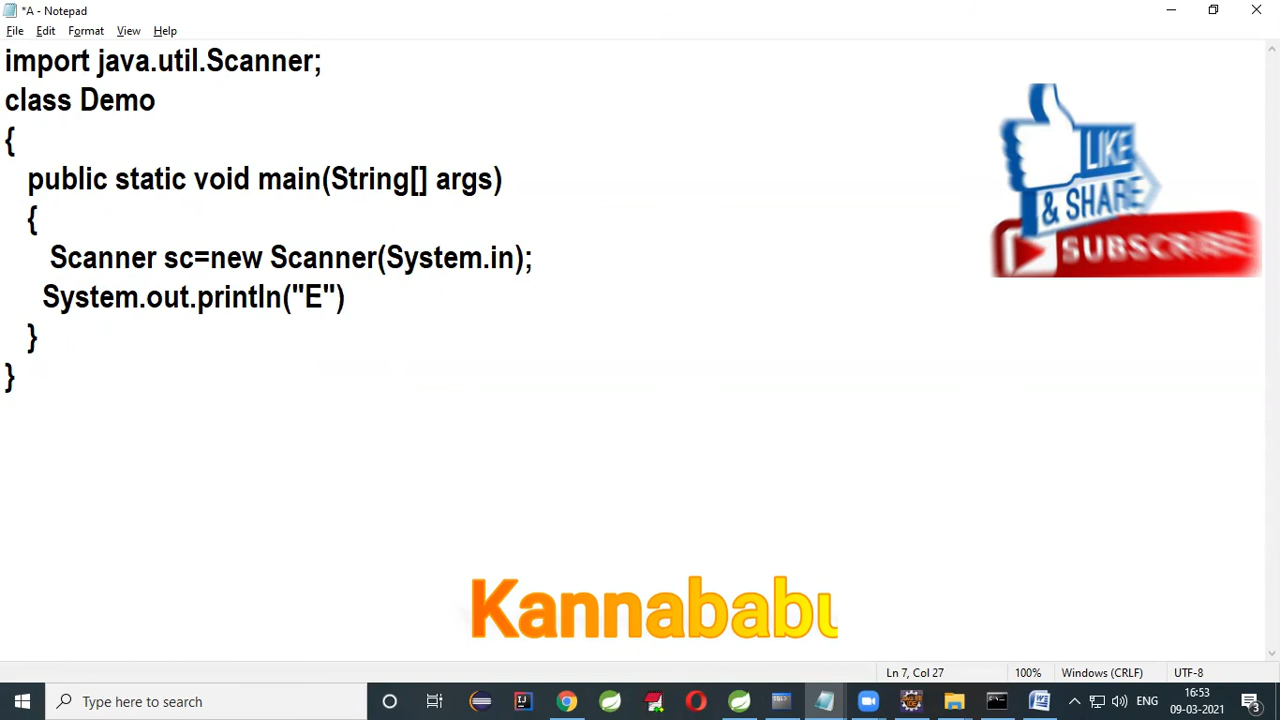 *A - Notepad
File Edit Format View Help
import java.util.Scanner;
class Demo
{
public static void main(String[] args)
{
Scanner sc=new Scanner(System.in);
System.out.println("E")
}
}
LIKE
& SHARE
SUBSCRIBE
Kannababu
Ln 7, Col 27 100% Windows (CRLF) UTF-8
Type here to search
ENG
16:53
09-03-2021
3